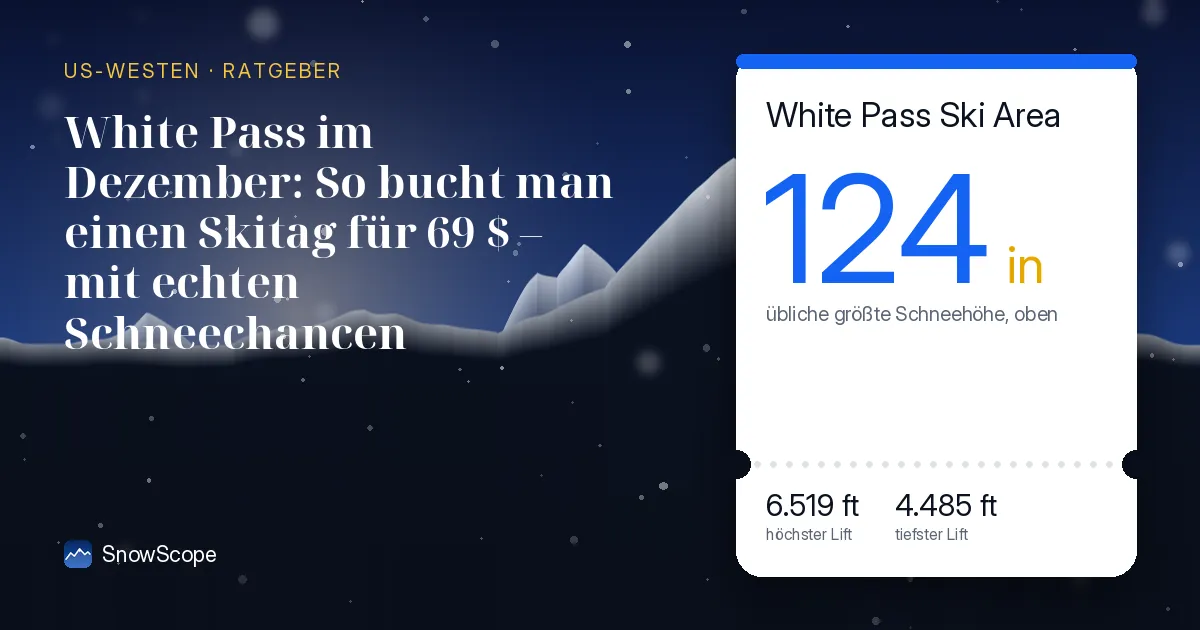 US-WESTEN · RATGEBER
White Pass im
Dezember: So bucht man
einen Skitag für 69 $ –
mit echten
Schneechancen
SnowScope
White Pass Ski Area
124 in
übliche größte Schneehöhe, oben
6.519 ft 4.485 ft
höchster Lift tiefster Lift